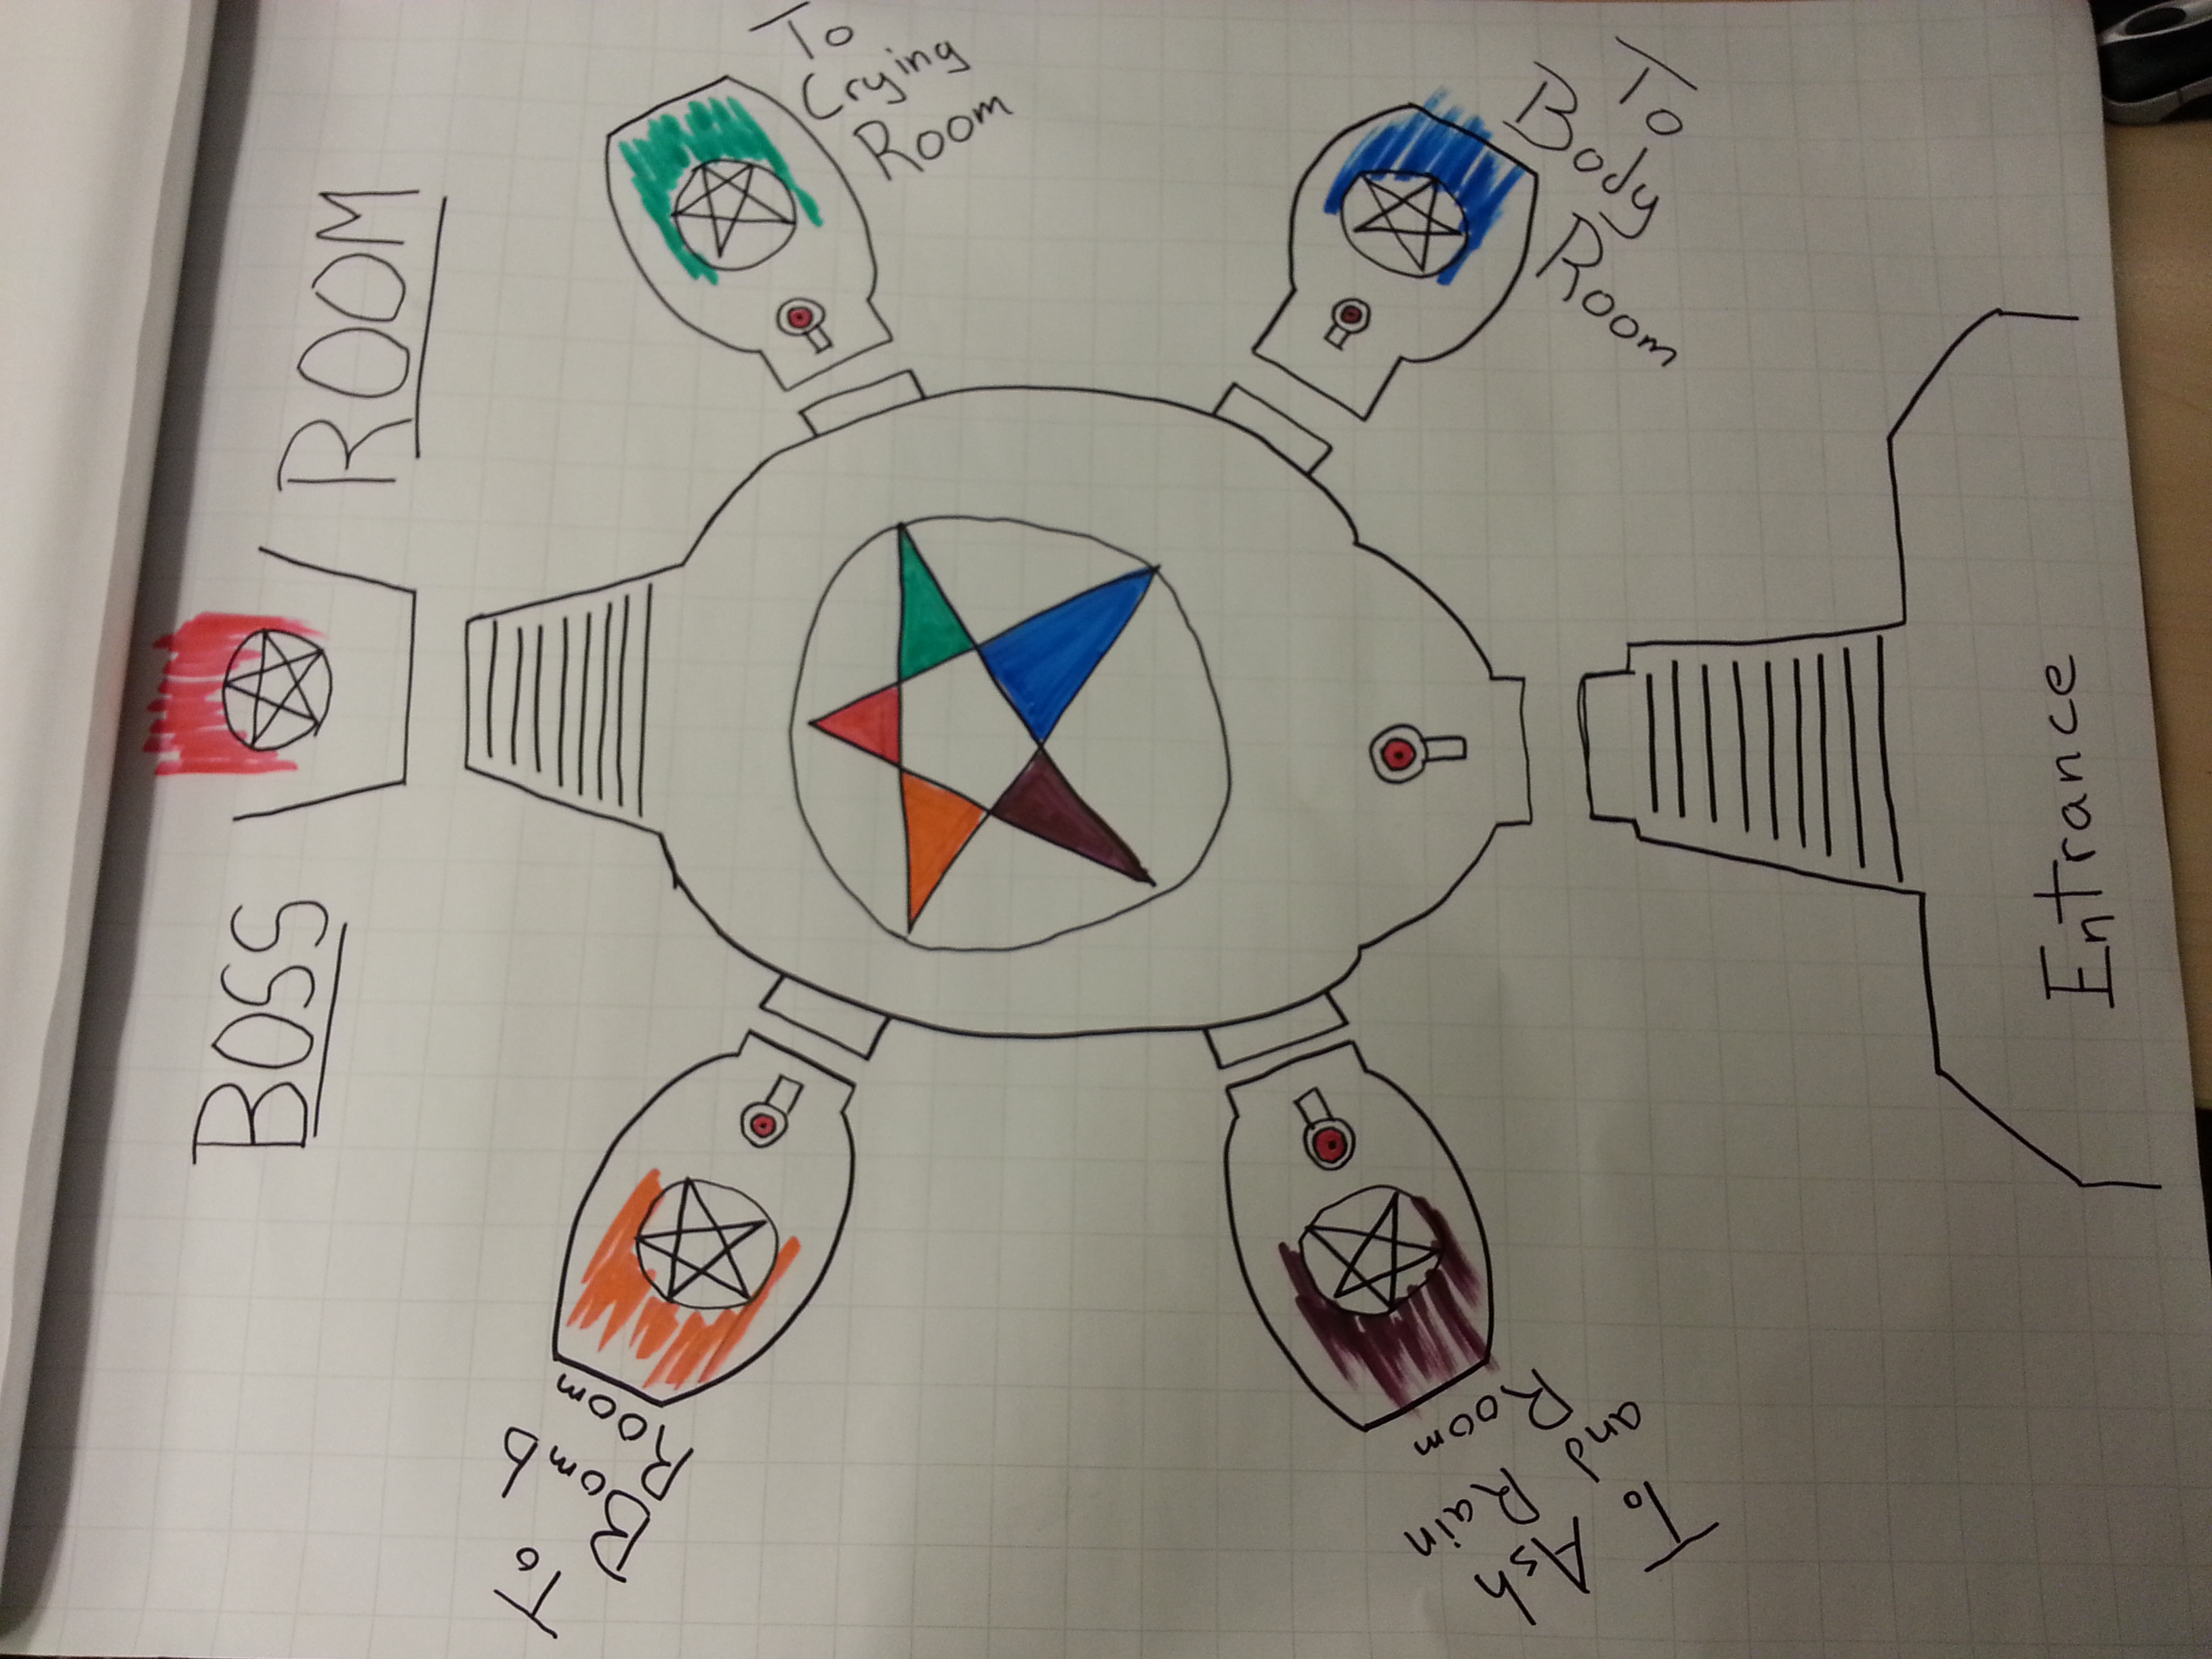 BOSS ROOM
To
Crying
Room
To
Body
Room
To
Bomb
Room
To Ash
and Rain
Room
Entrance